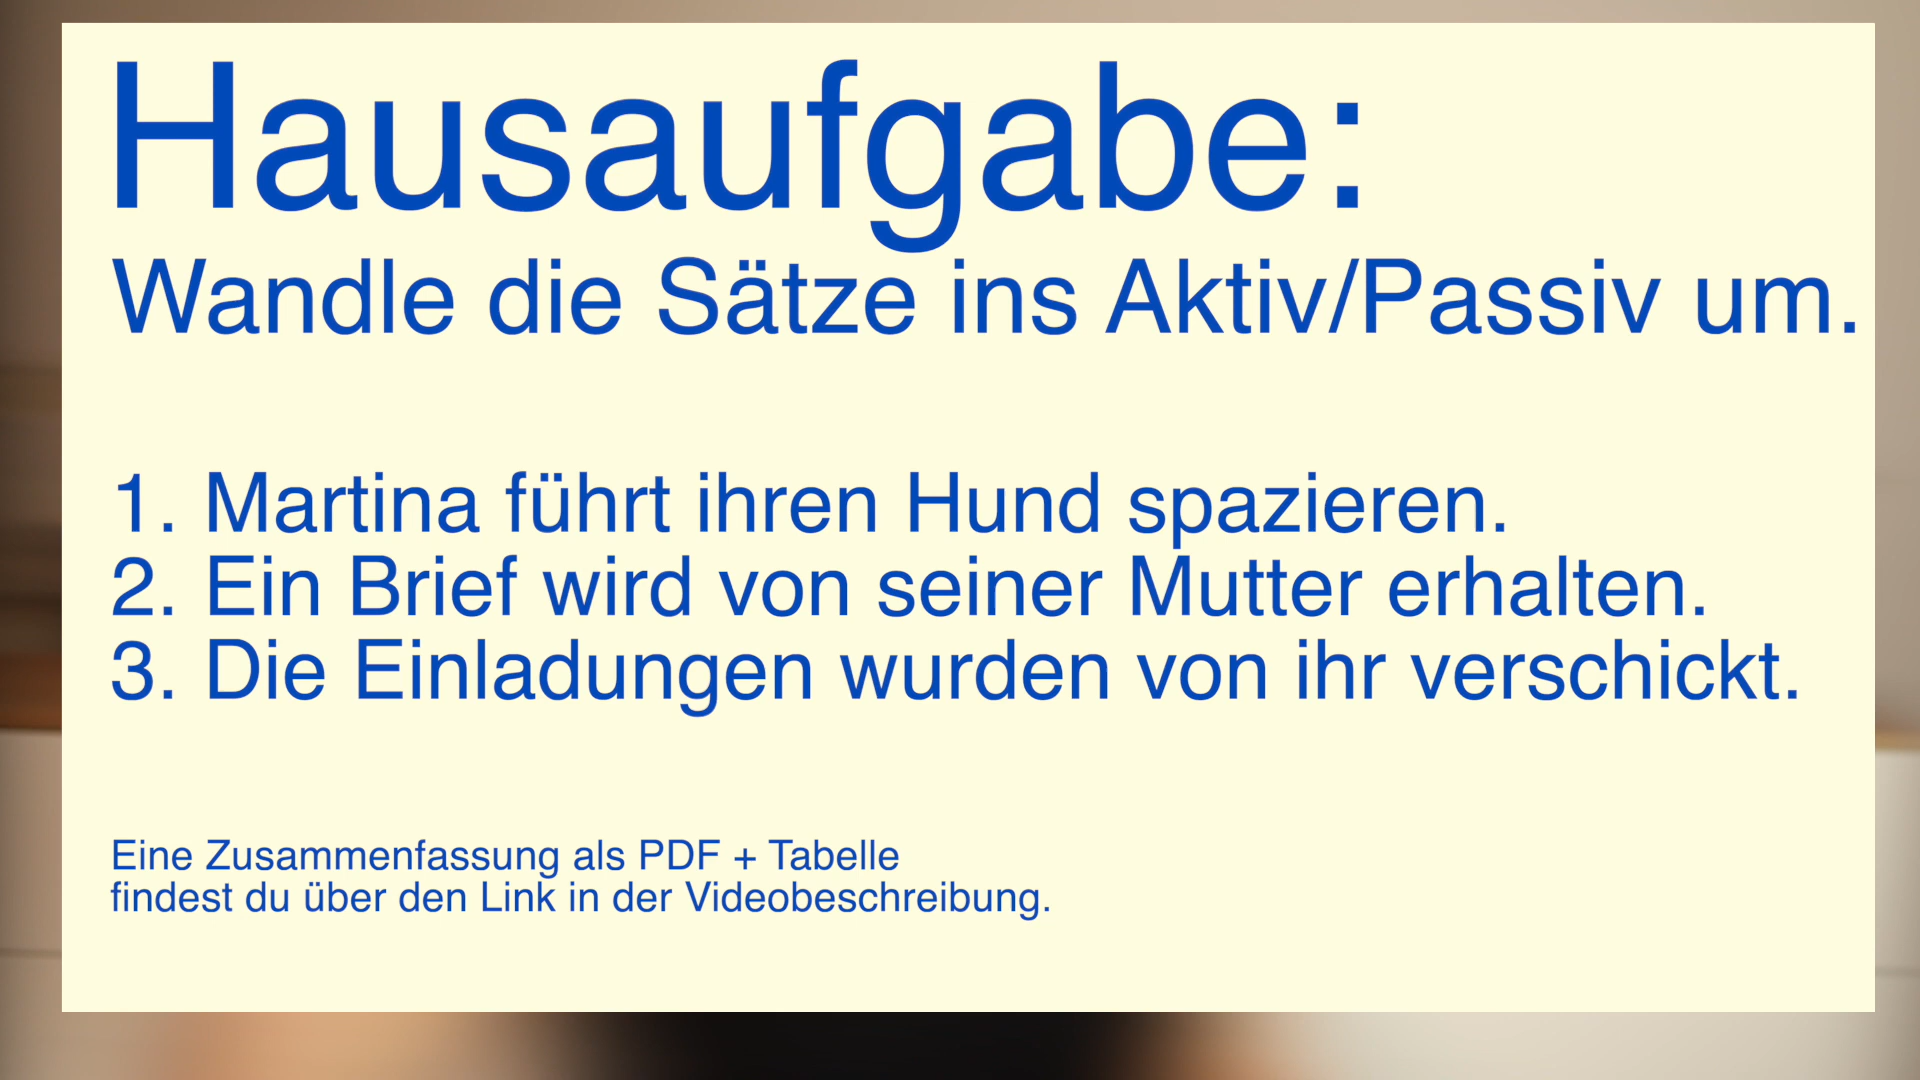 Hausaufgabe:
Wandle die Sätze ins Aktiv/Passiv um.
1. Martina führt ihren Hund spazieren.
2. Ein Brief wird von seiner Mutter erhalten.
3. Die Einladungen wurden von ihr verschickt.
Eine Zusammenfassung als PDF + Tabelle
findest du über den Link in der Videobeschreibung.